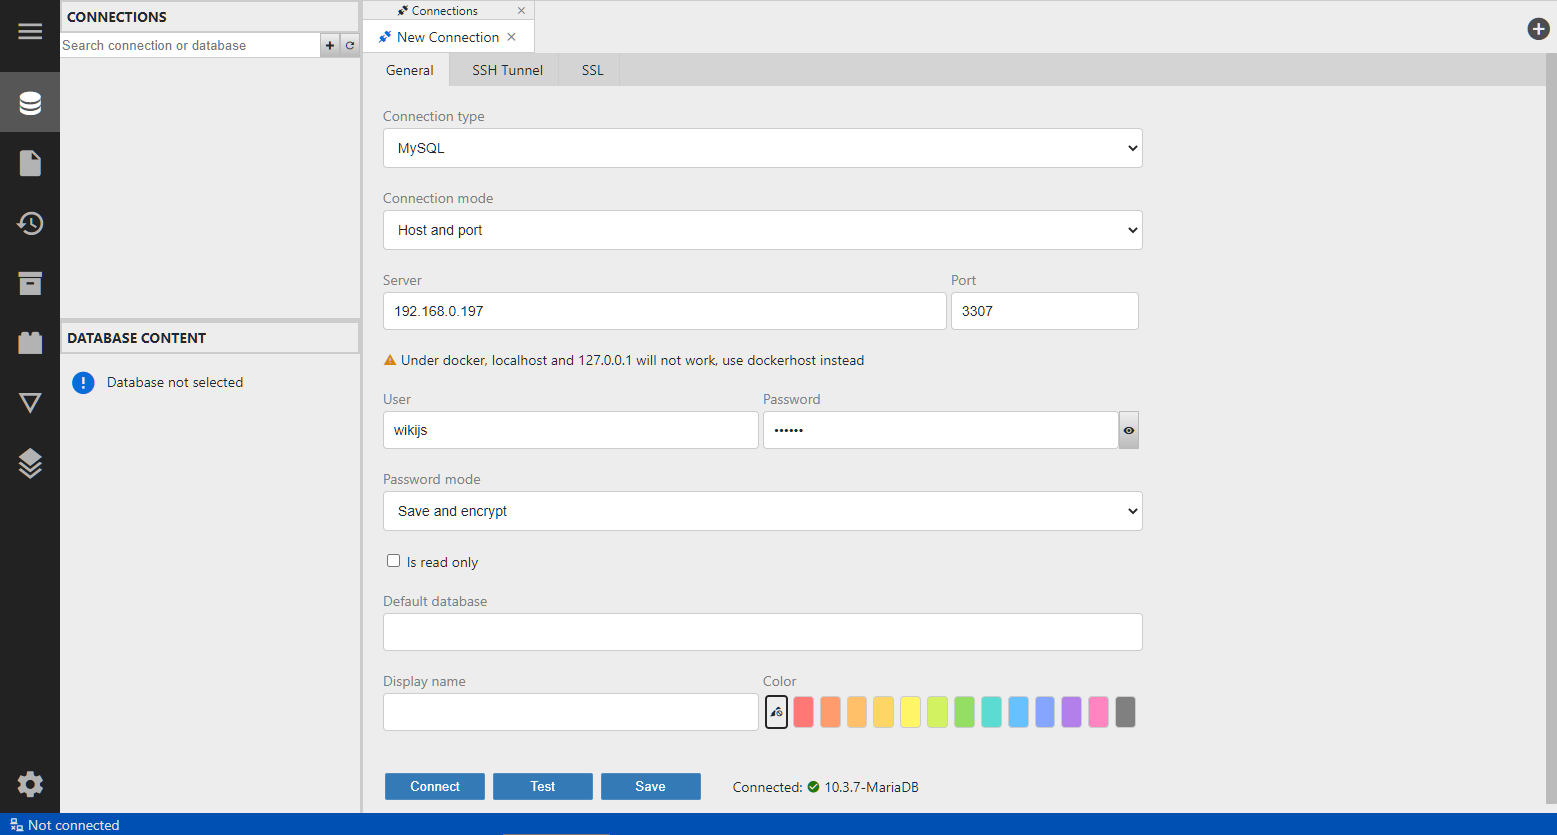 CONNECTIONS
Search connection or database
Connections
New Connection
General
SSH Tunnel
SSL
Connection type
MySQL
Connection mode
Host and port
Server
Port
192.168.0.197
3307
Under docker, localhost and 127.0.0.1 will not work, use dockerhost instead
User
Password
wikijs
••••••
Password mode
Save and encrypt
Is read only
Default database
Display name
Color
Connect
Test
Save
Connected: 10.3.7-MariaDB
DATABASE CONTENT
Database not selected
Not connected